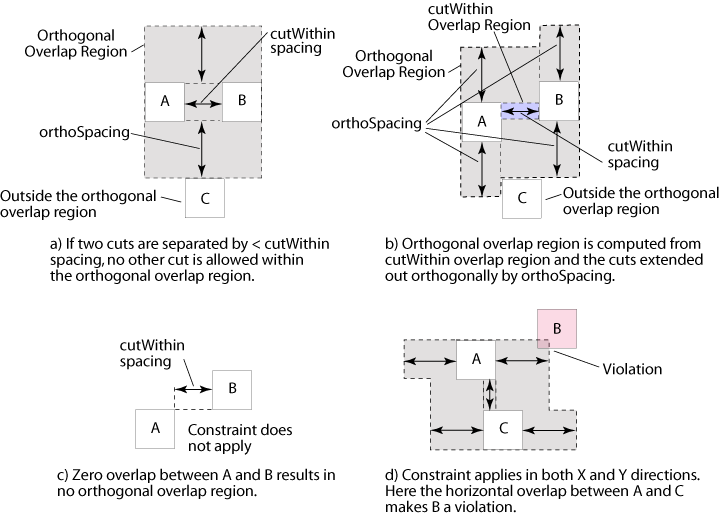 Orthogonal
Overlap Region
cutWithin
spacing
A
B
orthoSpacing
C
Outside the orthogonal
overlap region
a) If two cuts are separated by < cutWithin
spacing, no other cut is allowed within
the orthogonal overlap region.
cutWithin
Overlap Region
Orthogonal
Overlap Region
B
A
orthoSpacing
cutWithin
spacing
C
Outside the orthogonal
overlap region
b) Orthogonal overlap region is computed from
cutWithin overlap region and the cuts extended
out orthogonally by orthoSpacing.
cutWithin
spacing
B
A
Constraint does
not apply
c) Zero overlap between A and B results in
no orthogonal overlap region.
B
A
Violation
C
d) Constraint applies in both X and Y directions.
Here the horizontal overlap between A and C
makes B a violation.